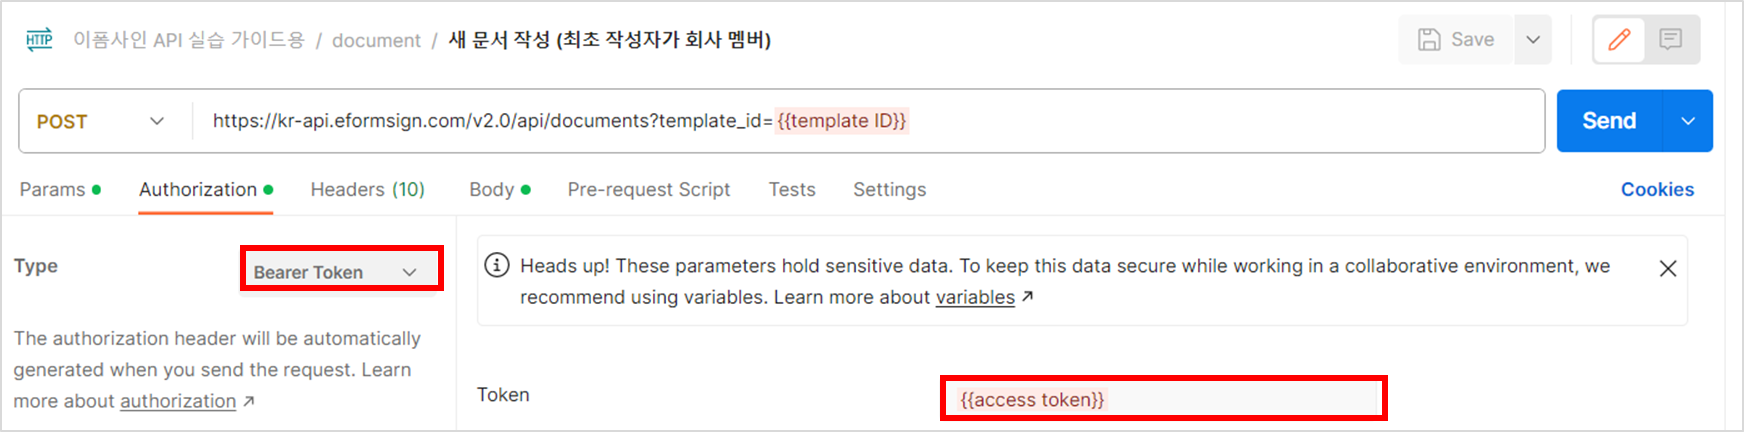 HTTP 이폼사인 API 실습 가이드용 / document / 새 문서 작성 (최초 작성자가 회사 멤버) Save
POST https://kr-api.eformsign.com/v2.0/api/documents?template_id={{template ID}} Send
Params Authorization Headers (10) Body Pre-request Script Tests Settings Cookies
Type Bearer Token
The authorization header will be automatically
generated when you send the request. Learn
more about authorization ↗
Heads up! These parameters hold sensitive data. To keep this data secure while working in a collaborative environment, we
recommend using variables. Learn more about variables ↗
Token {{access token}}